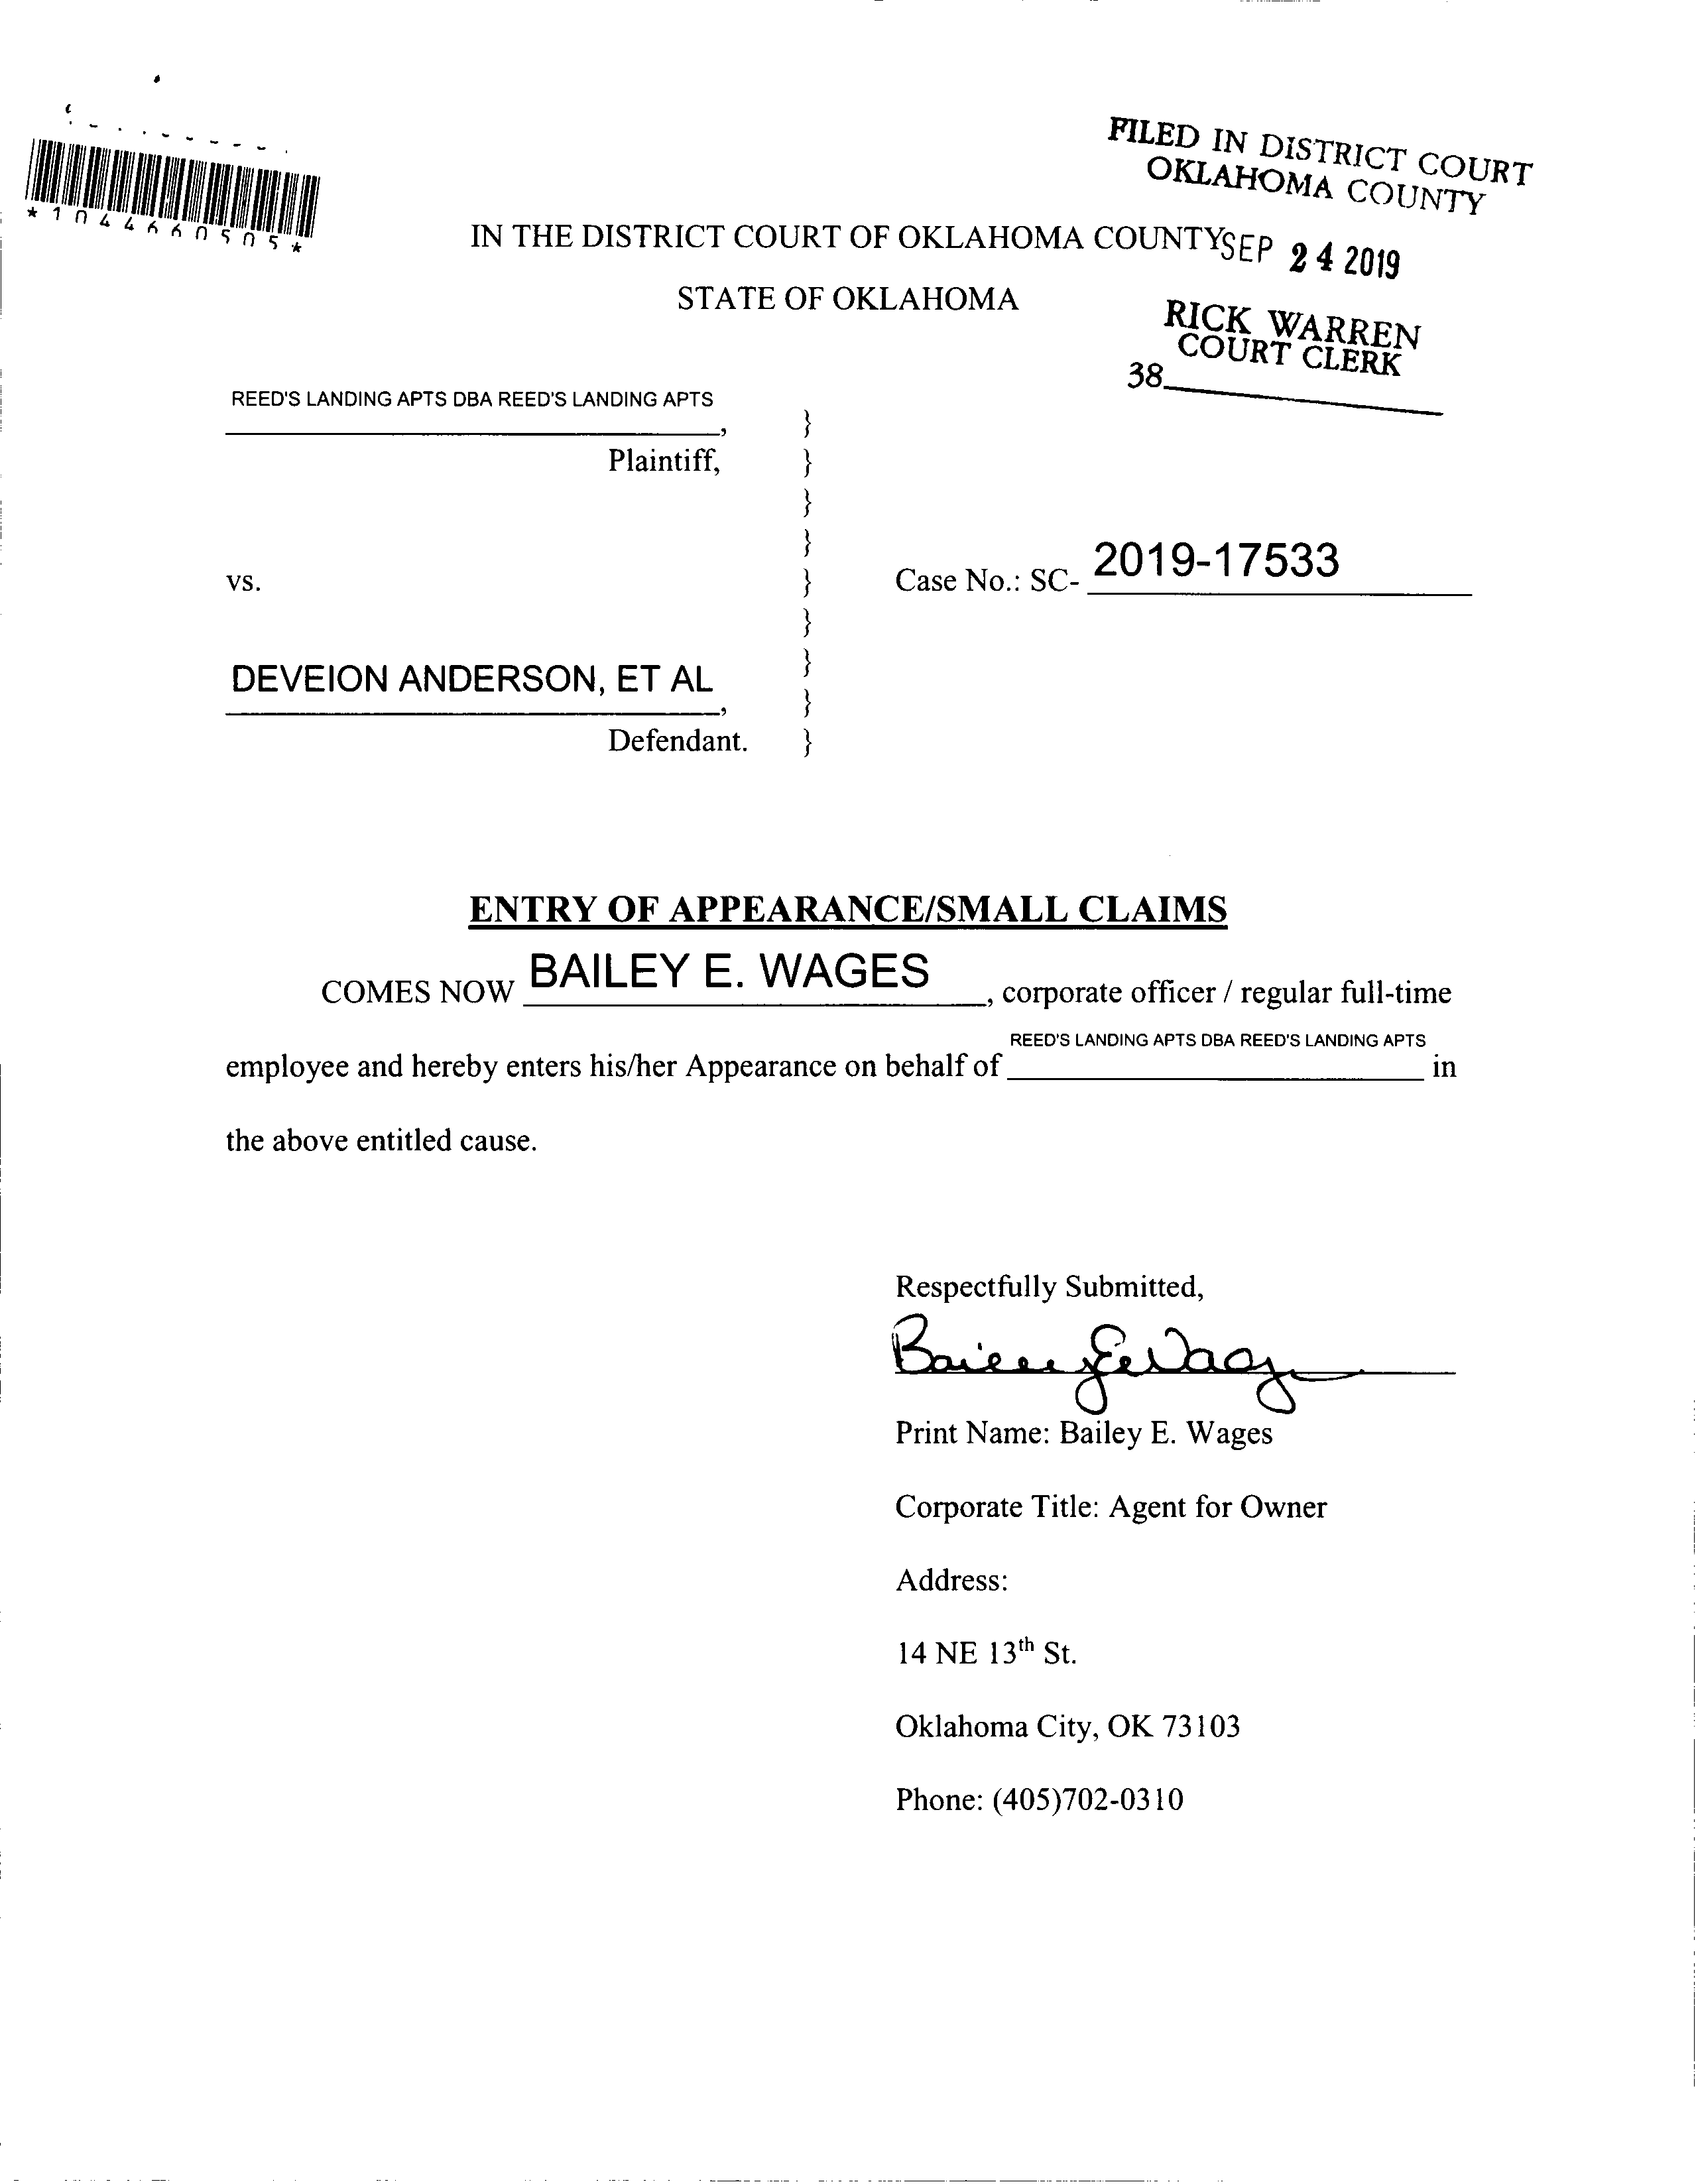 *1044660505*
FILED IN DISTRICT COURT
OKLAHOMA COUNTY
IN THE DISTRICT COURT OF OKLAHOMA COUNTY
SEP 24 2019
STATE OF OKLAHOMA
RICK WARREN
COURT CLERK
38
REED'S LANDING APTS DBA REED'S LANDING APTS
, }
Plaintiff, }
}
}
vs. } Case No.: SC- 2019-17533
}
DEVEION ANDERSON, ET AL }
, }
Defendant. }
ENTRY OF APPEARANCE/SMALL CLAIMS
COMES NOW BAILEY E. WAGES, corporate officer / regular full-time
employee and hereby enters his/her Appearance on behalf of REED'S LANDING APTS DBA REED'S LANDING APTS in
the above entitled cause.
Respectfully Submitted,
Bailey E Wages
Print Name: Bailey E. Wages
Corporate Title: Agent for Owner
Address:
14 NE 13th St.
Oklahoma City, OK 73103
Phone: (405)702-0310